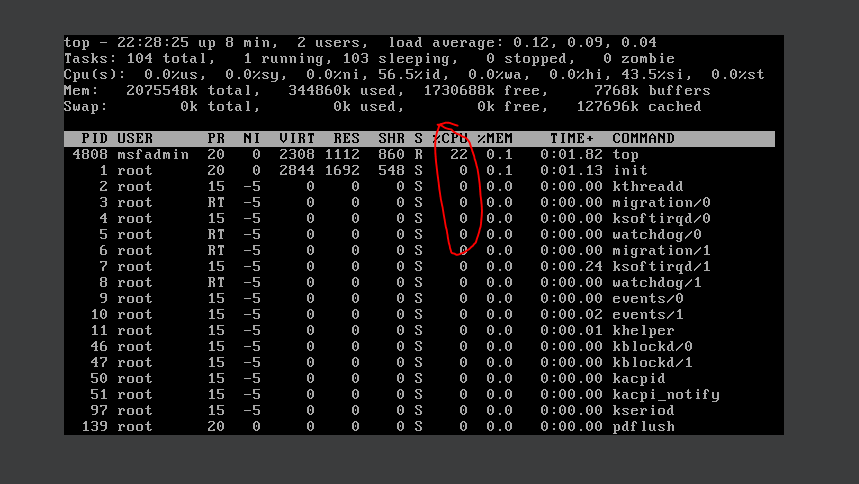 top - 22:28:25 up 8 min,  2 users,  load average: 0.12, 0.09, 0.04
Tasks: 104 total,   1 running, 103 sleeping,   0 stopped,   0 zombie
Cpu(s):  0.0%us,  0.0%sy,  0.0%ni, 56.5%id,  0.0%wa,  0.0%hi, 43.5%si,  0.0%st
Mem:   2075548k total,   344860k used,  1730688k free,     7768k buffers
Swap:        0k total,        0k used,        0k free,   127696k cached
PID USER      PR  NI  VIRT  RES  SHR S %CPU %MEM    TIME+  COMMAND
4808 msfadmin  20   0  2308 1112  860 R   22  0.1   0:01.82 top
1 root      20   0  2844 1692  548 S    0  0.1   0:01.13 init
2 root      15  -5     0    0    0 S    0  0.0   0:00.00 kthreadd
3 root      RT  -5     0    0    0 S    0  0.0   0:00.00 migration/0
4 root      15  -5     0    0    0 S    0  0.0   0:00.00 ksoftirqd/0
5 root      RT  -5     0    0    0 S    0  0.0   0:00.00 watchdog/0
6 root      RT  -5     0    0    0 S    0  0.0   0:00.00 migration/1
7 root      15  -5     0    0    0 S    0  0.0   0:00.24 ksoftirqd/1
8 root      RT  -5     0    0    0 S    0  0.0   0:00.00 watchdog/1
9 root      15  -5     0    0    0 S    0  0.0   0:00.00 events/0
10 root      15  -5     0    0    0 S    0  0.0   0:00.02 events/1
11 root      15  -5     0    0    0 S    0  0.0   0:00.01 khelper
46 root      15  -5     0    0    0 S    0  0.0   0:00.00 kblockd/0
47 root      15  -5     0    0    0 S    0  0.0   0:00.00 kblockd/1
50 root      15  -5     0    0    0 S    0  0.0   0:00.00 kacpid
51 root      15  -5     0    0    0 S    0  0.0   0:00.00 kacpi_notify
97 root      15  -5     0    0    0 S    0  0.0   0:00.00 kseriod
139 root      20   0     0    0    0 S    0  0.0   0:00.00 pdflush